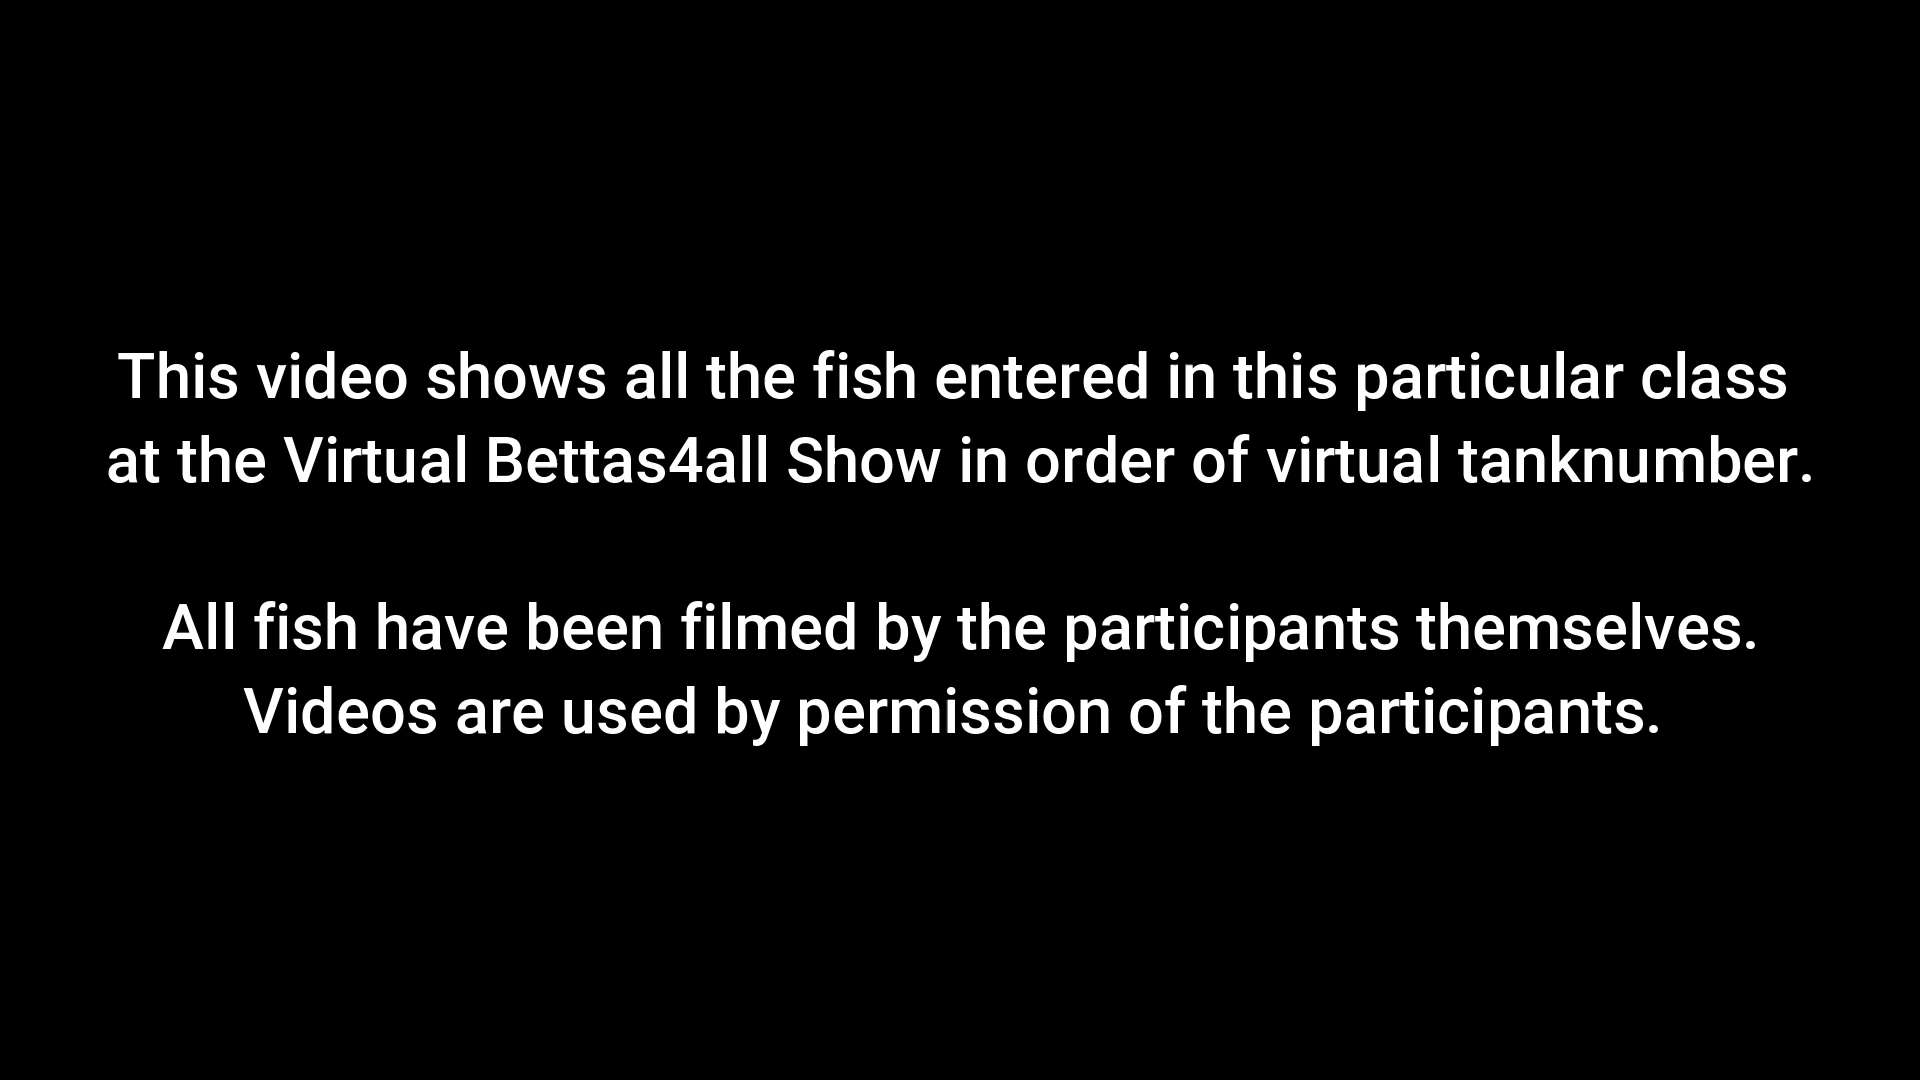 This video shows all the fish entered in this particular class
at the Virtual Bettas4all Show in order of virtual tanknumber.
All fish have been filmed by the participants themselves.
Videos are used by permission of the participants.